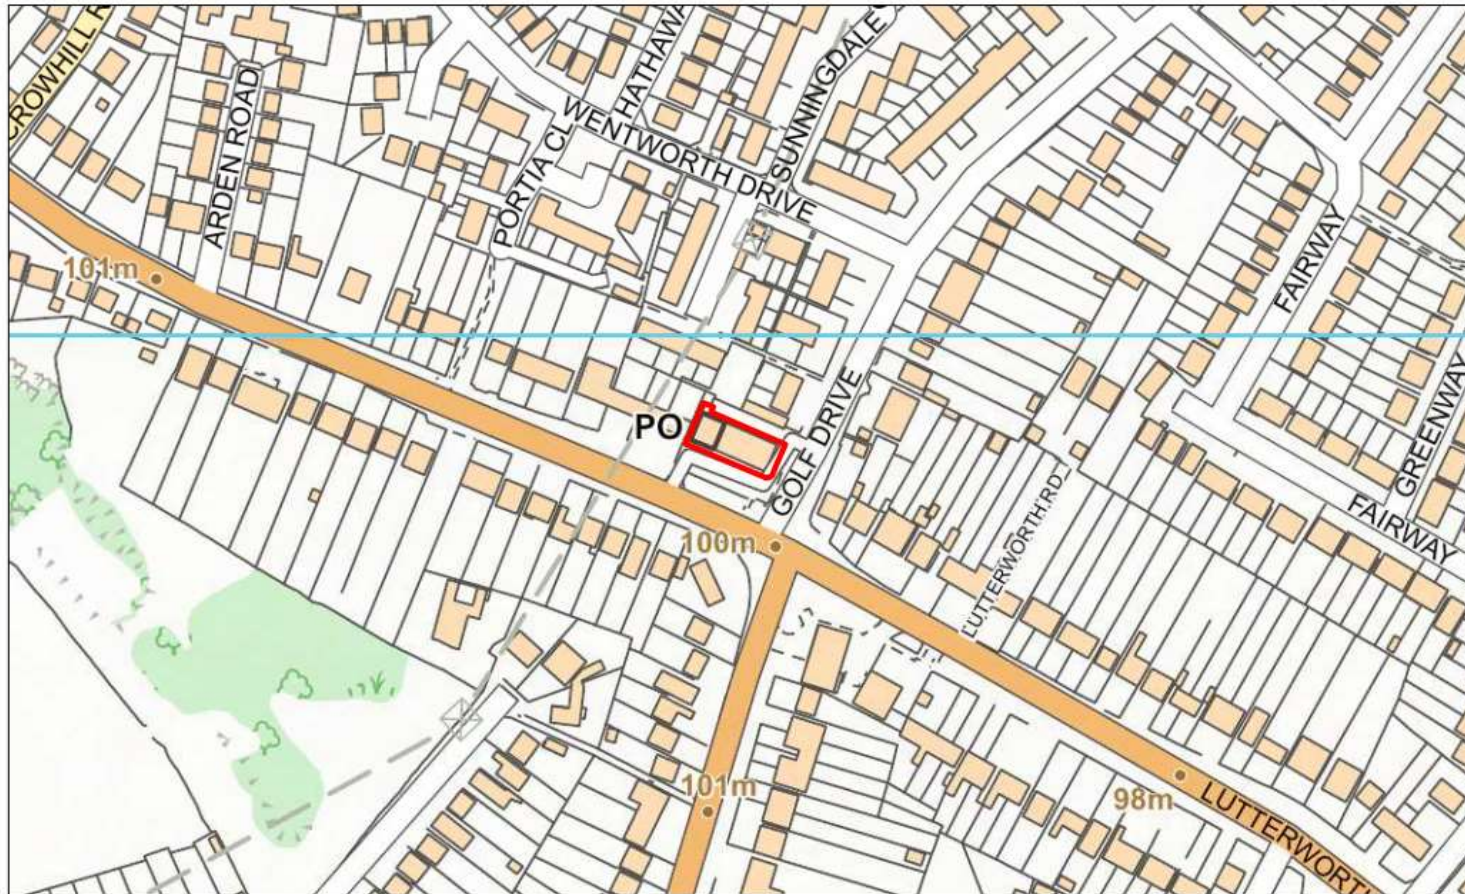 CROWHILL R
ARDEN ROAD
HATHAWA
SUNNINGDALE C
WENTWORTH DRIVE
PORTIA CL
FAIRWAY
101m
GREENWAY
PO
GOLF DRIVE
FAIRWAY
100m
LUTTERWORTH RD
101m
98m
LUTTERWORTH